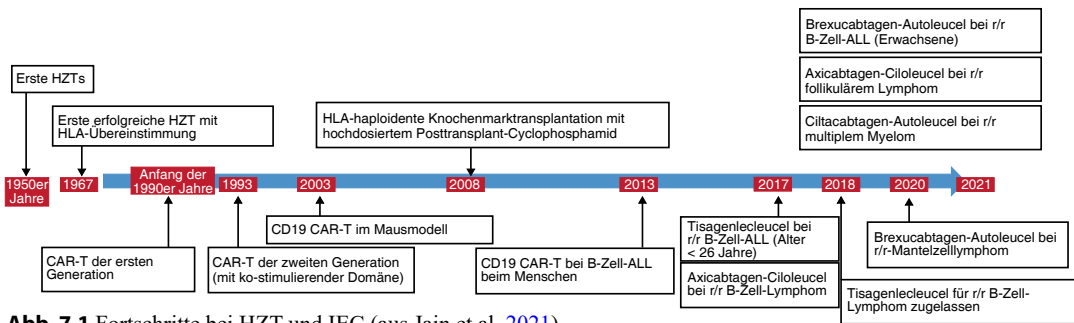 Brexucabtagen-Autoleucel bei r/r
B-Zell-ALL (Erwachsene)
Axicabtagen-Ciloleucel bei r/r
follikulärem Lymphom
Ciltacabtagen-Autoleucel bei r/r
multiplem Myelom
Erste HZTs
Erste erfolgreiche HZT mit
HLA-Übereinstimmung
HLA-haploidente Knochenmarktransplantation mit
hochdosiertem Posttransplant-Cyclophosphamid
1950er
Jahre
1967
Anfang der
1990er Jahre
1993
2003
2008
2013
2017
2018
2020
2021
CAR-T der ersten
Generation
CAR-T der zweiten Generation
(mit ko-stimulierender Domäne)
CD19 CAR-T im Mausmodell
CD19 CAR-T bei B-Zell-ALL
beim Menschen
Tisagenlecleucel bei
r/r B-Zell-ALL (Alter
< 26 Jahre)
Axicabtagen-Ciloleucel
bei r/r B-Zell-Lymphom
Tisagenlecleucel für r/r B-Zell-
Lymphom zugelassen
Brexucabtagen-Autoleucel bei
r/r-Mantelzelllymphom
Abb. 7.1 Fortschritte bei HZT und IEC (aus Jain et al. 2021)